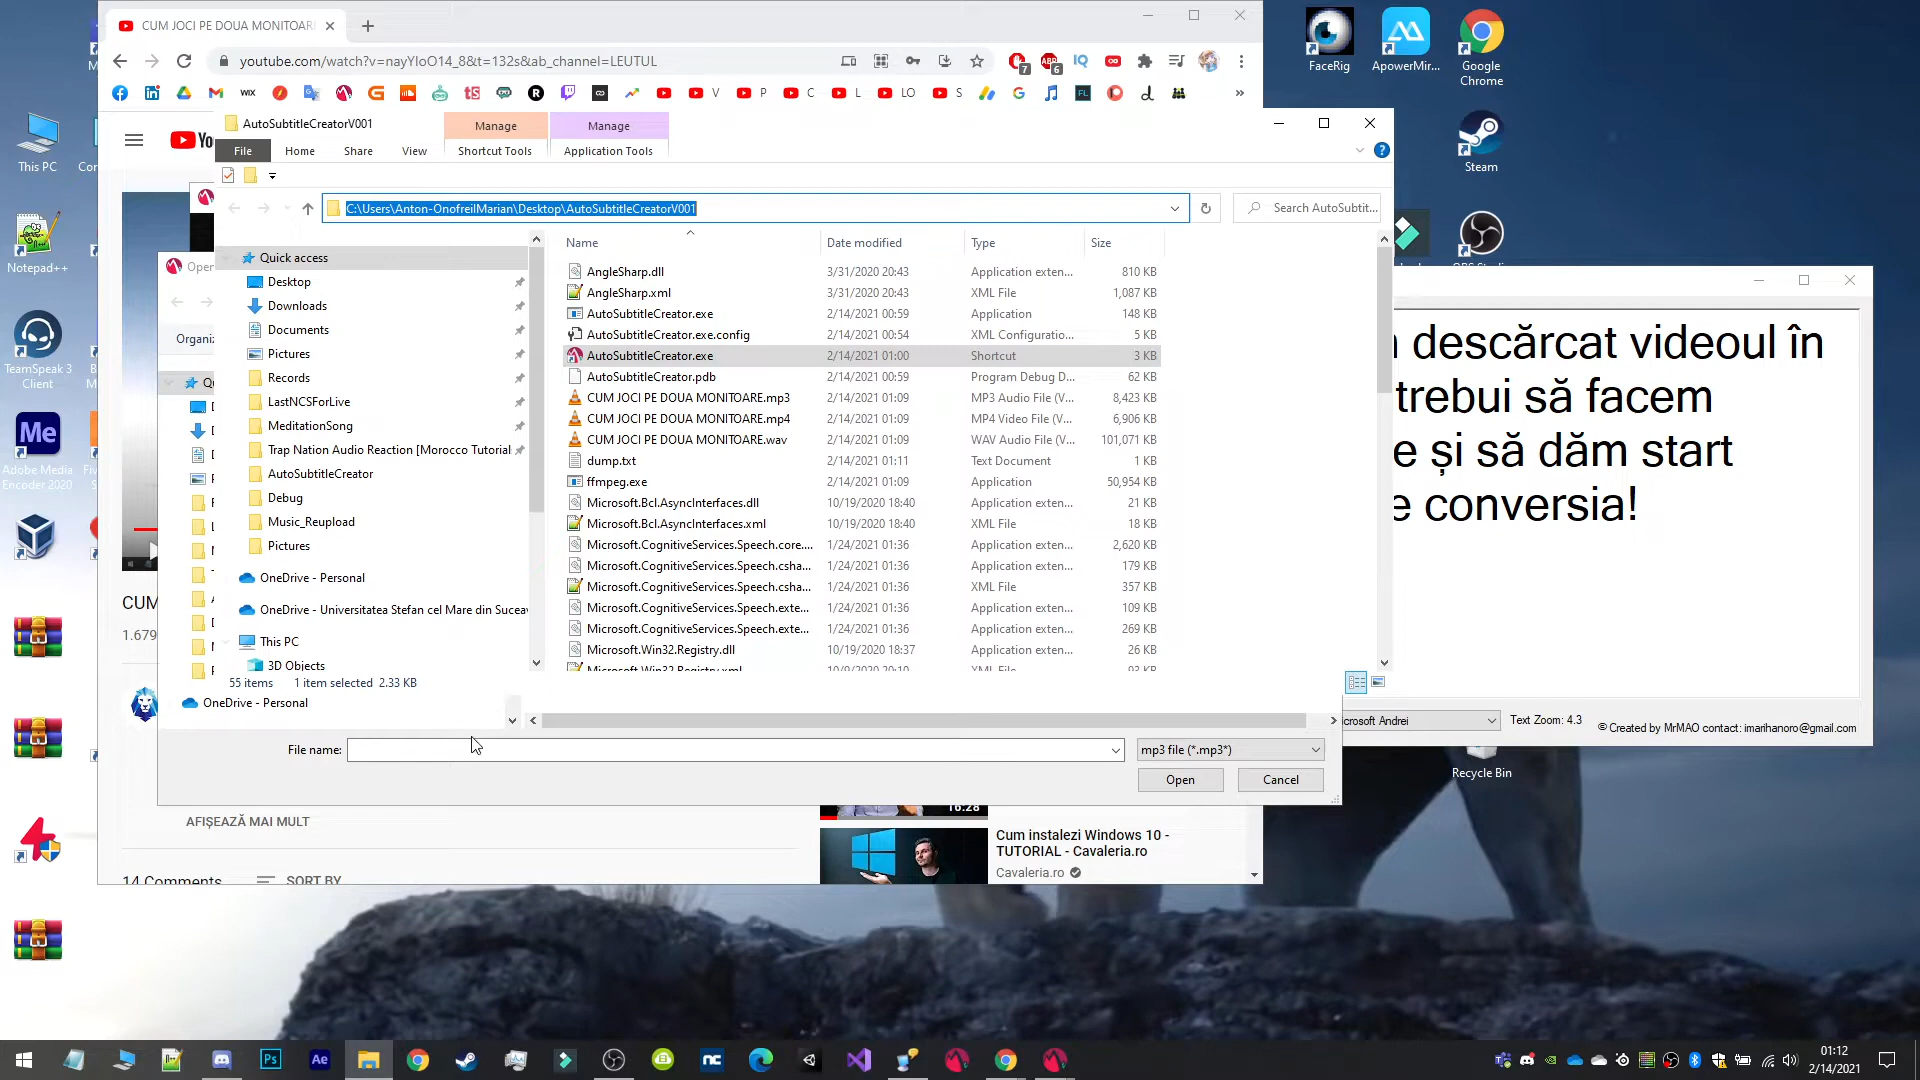 CUM JOCI PE DOUA MONITOARE
youtube.com/watch?v=nayYIoO14_8&t=132s&ab_channel=LEUTUL
7
6
WIX
V
P
C
L
LO
S
FaceRig
ApowerMir...
Google Chrome
Steam
This PC
Notepad++
TeamSpeak 3 Client
Adobe Media Encoder 2020
Recycle Bin
AutoSubtitleCreatorV001
Manage
Manage
File
Home
Share
View
Shortcut Tools
Application Tools
C:\Users\Anton-OnofreiIMarian\Desktop\AutoSubtitleCreatorV001
Search AutoSubtit...
Open
Organiz
Quick access
Desktop
Downloads
Documents
Pictures
Records
LastNCSForLive
MeditationSong
Trap Nation Audio Reaction [Morocco Tutorial
AutoSubtitleCreator
Debug
Music_Reupload
Pictures
OneDrive - Personal
OneDrive - Universitatea Stefan cel Mare din Suceav
This PC
3D Objects
55 items 1 item selected 2.33 KB
OneDrive - Personal
Name Date modified Type Size
AngleSharp.dll 3/31/2020 20:43 Application exten... 810 KB
AngleSharp.xml 3/31/2020 20:43 XML File 1,087 KB
AutoSubtitleCreator.exe 2/14/2021 00:59 Application 148 KB
AutoSubtitleCreator.exe.config 2/14/2021 00:54 XML Configuratio... 5 KB
AutoSubtitleCreator.exe 2/14/2021 01:00 Shortcut 3 KB
AutoSubtitleCreator.pdb 2/14/2021 00:59 Program Debug D... 62 KB
CUM JOCI PE DOUA MONITOARE.mp3 2/14/2021 01:09 MP3 Audio File (V... 8,423 KB
CUM JOCI PE DOUA MONITOARE.mp4 2/14/2021 01:09 MP4 Video File (V... 6,906 KB
CUM JOCI PE DOUA MONITOARE.wav 2/14/2021 01:09 WAV Audio File (V... 101,071 KB
dump.txt 2/14/2021 01:11 Text Document 1 KB
ffmpeg.exe 2/14/2021 01:09 Application 50,954 KB
Microsoft.Bcl.AsyncInterfaces.dll 10/19/2020 18:40 Application exten... 21 KB
Microsoft.Bcl.AsyncInterfaces.xml 10/19/2020 18:40 XML File 18 KB
Microsoft.CognitiveServices.Speech.core.... 1/24/2021 01:36 Application exten... 2,620 KB
Microsoft.CognitiveServices.Speech.csha... 1/24/2021 01:36 Application exten... 179 KB
Microsoft.CognitiveServices.Speech.csha... 1/24/2021 01:36 XML File 357 KB
Microsoft.CognitiveServices.Speech.exte... 1/24/2021 01:36 Application exten... 109 KB
Microsoft.CognitiveServices.Speech.exte... 1/24/2021 01:36 Application exten... 269 KB
Microsoft.Win32.Registry.dll 10/19/2020 18:37 Application exten... 26 KB
File name:
mp3 file (*.mp3*)
Open
Cancel
descărcat videoul în
trebui să facem
e și să dăm start
e conversia!
crosoft Andrei
Text Zoom: 4.3
© Created by MrMAO contact: imarihanoro@gmail.com
CUM
1.679
AFIȘEAZĂ MAI MULT
14 Comments
SORT BY
16:28
Cum instalezi Windows 10 -
TUTORIAL - Cavaleria.ro
Cavaleria.ro
01:12
2/14/2021